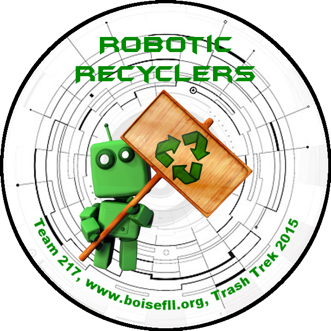 ROBOTIC
RECYCLERS
Team 217, www.boisefll.org, Trash Trek 2015